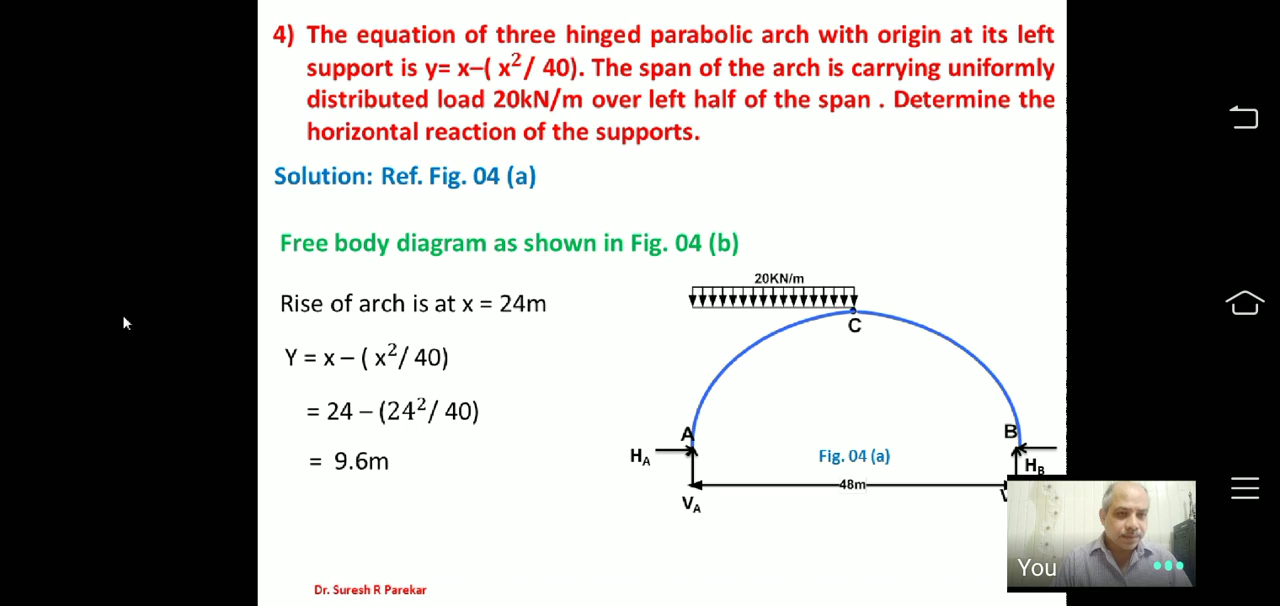 4) The equation of three hinged parabolic arch with origin at its left
support is y= x–( x²/ 40). The span of the arch is carrying uniformly
distributed load 20kN/m over left half of the span . Determine the
horizontal reaction of the supports.
Solution: Ref. Fig. 04 (a)
Free body diagram as shown in Fig. 04 (b)
Rise of arch is at x = 24m
Y = x – ( x²/ 40)
= 24 – (24²/ 40)
= 9.6m
20KN/m
C
A
B
HA
Fig. 04 (a)
HB
48m
VA
You
Dr. Suresh R Parekar